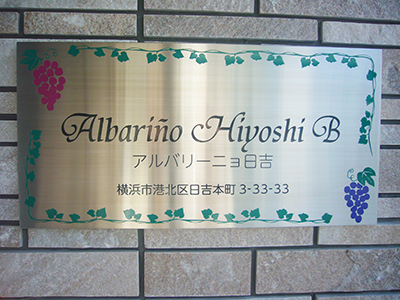 Albariño Hiyoshi B
アルバリーニョ日吉
横浜市港北区日吉本町 3-33-33